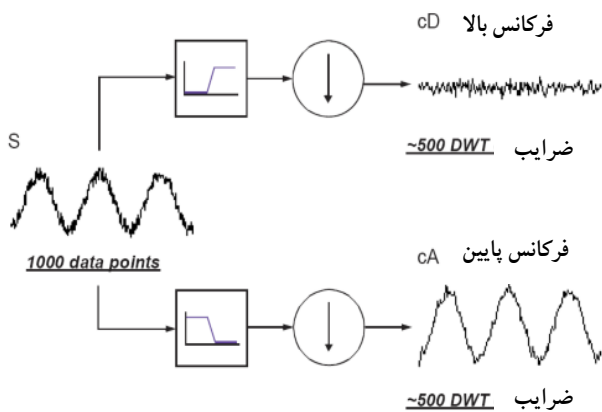 cD فرکانس بالا
~500 DWT ضرایب
S
1000 data points
فرکانس پایین
cA
~500 DWT ضرایب